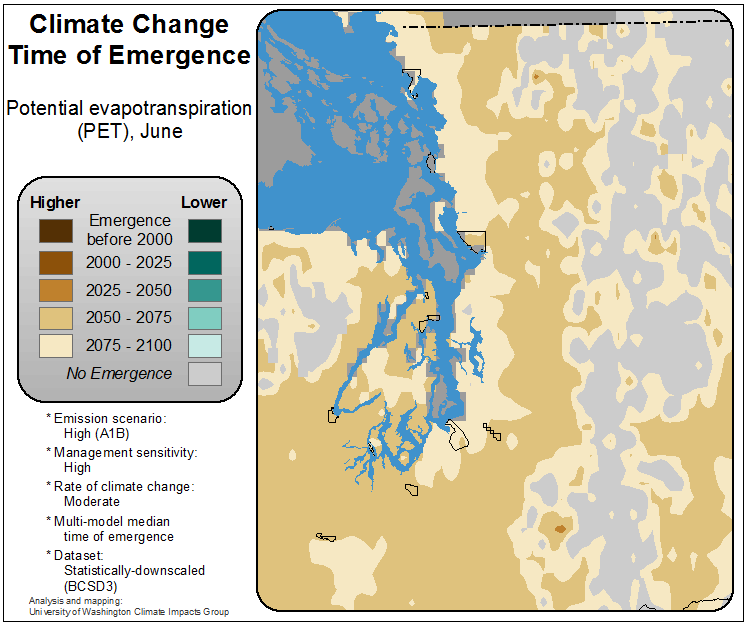 Climate Change
Time of Emergence
Potential evapotranspiration
(PET), June
Higher
Lower
Emergence
before 2000
2000 - 2025
2025 - 2050
2050 - 2075
2075 - 2100
No Emergence
* Emission scenario:
High (A1B)
* Management sensitivity:
High
* Rate of climate change:
Moderate
* Multi-model median
time of emergence
* Dataset:
Statistically-downscaled
(BCSD3)
Analysis and mapping:
University of Washington Climate Impacts Group